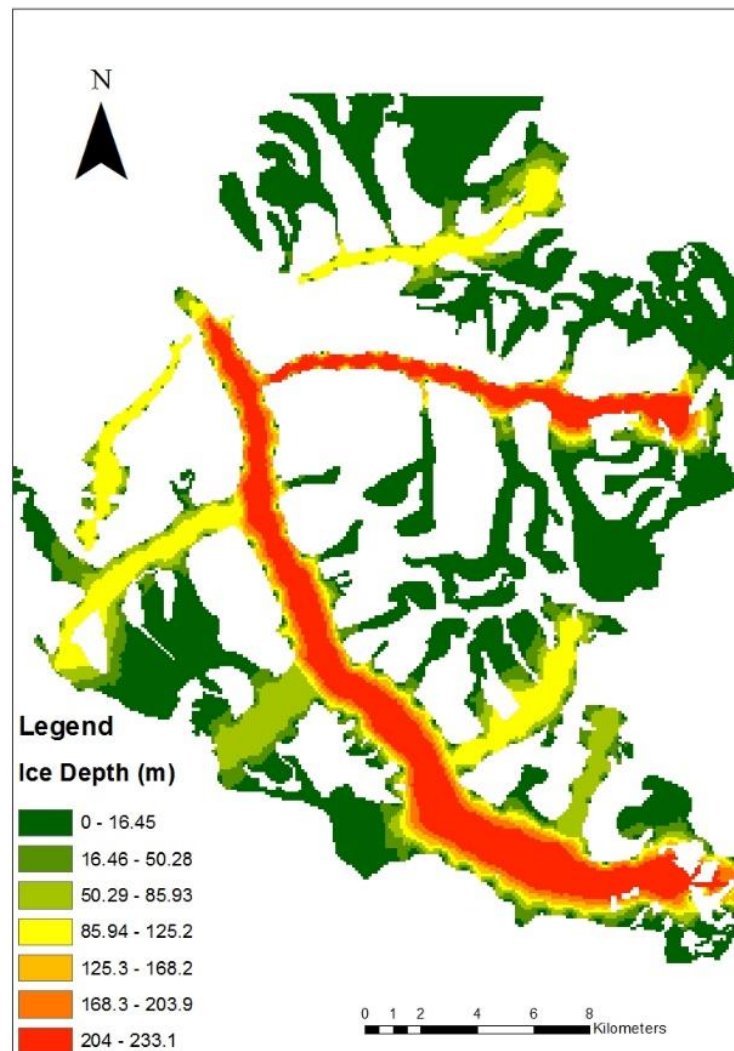 N
Legend
Ice Depth (m)
0 - 16.45
16.46 - 50.28
50.29 - 85.93
85.94 - 125.2
125.3 - 168.2
168.3 - 203.9
204 - 233.1
0 1 2 4 6 8
Kilometers